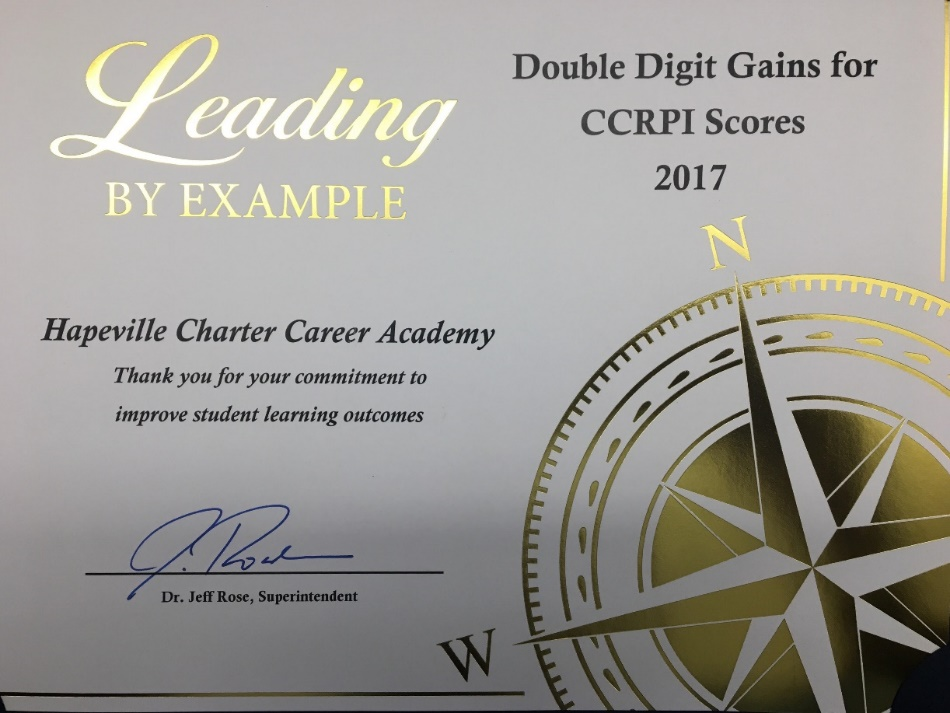 Leading
BY EXAMPLE
Double Digit Gains for
CCRPI Scores
2017
Hapeville Charter Career Academy
Thank you for your commitment to
improve student learning outcomes
J. Rose
Dr. Jeff Rose, Superintendent
N
W